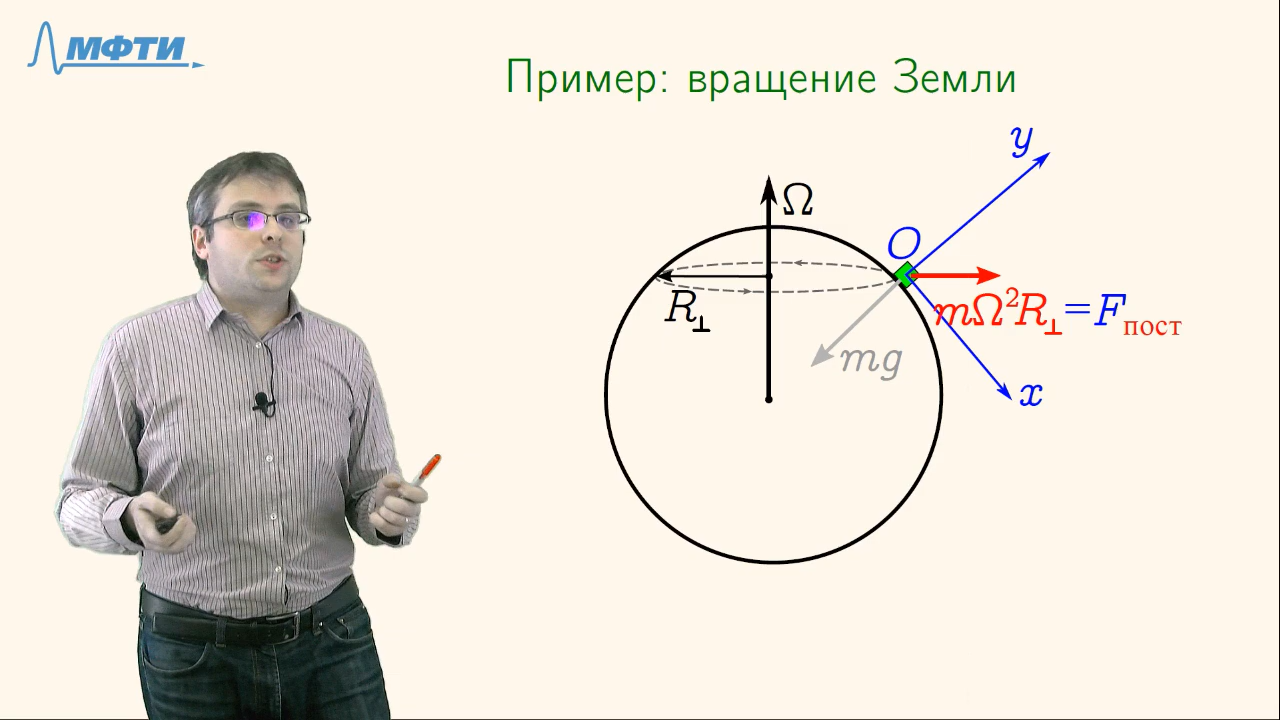 МФТИ
Пример: вращение Земли
y
Ω
O
R⊥
mΩ²R⊥=Fпост
mg
x